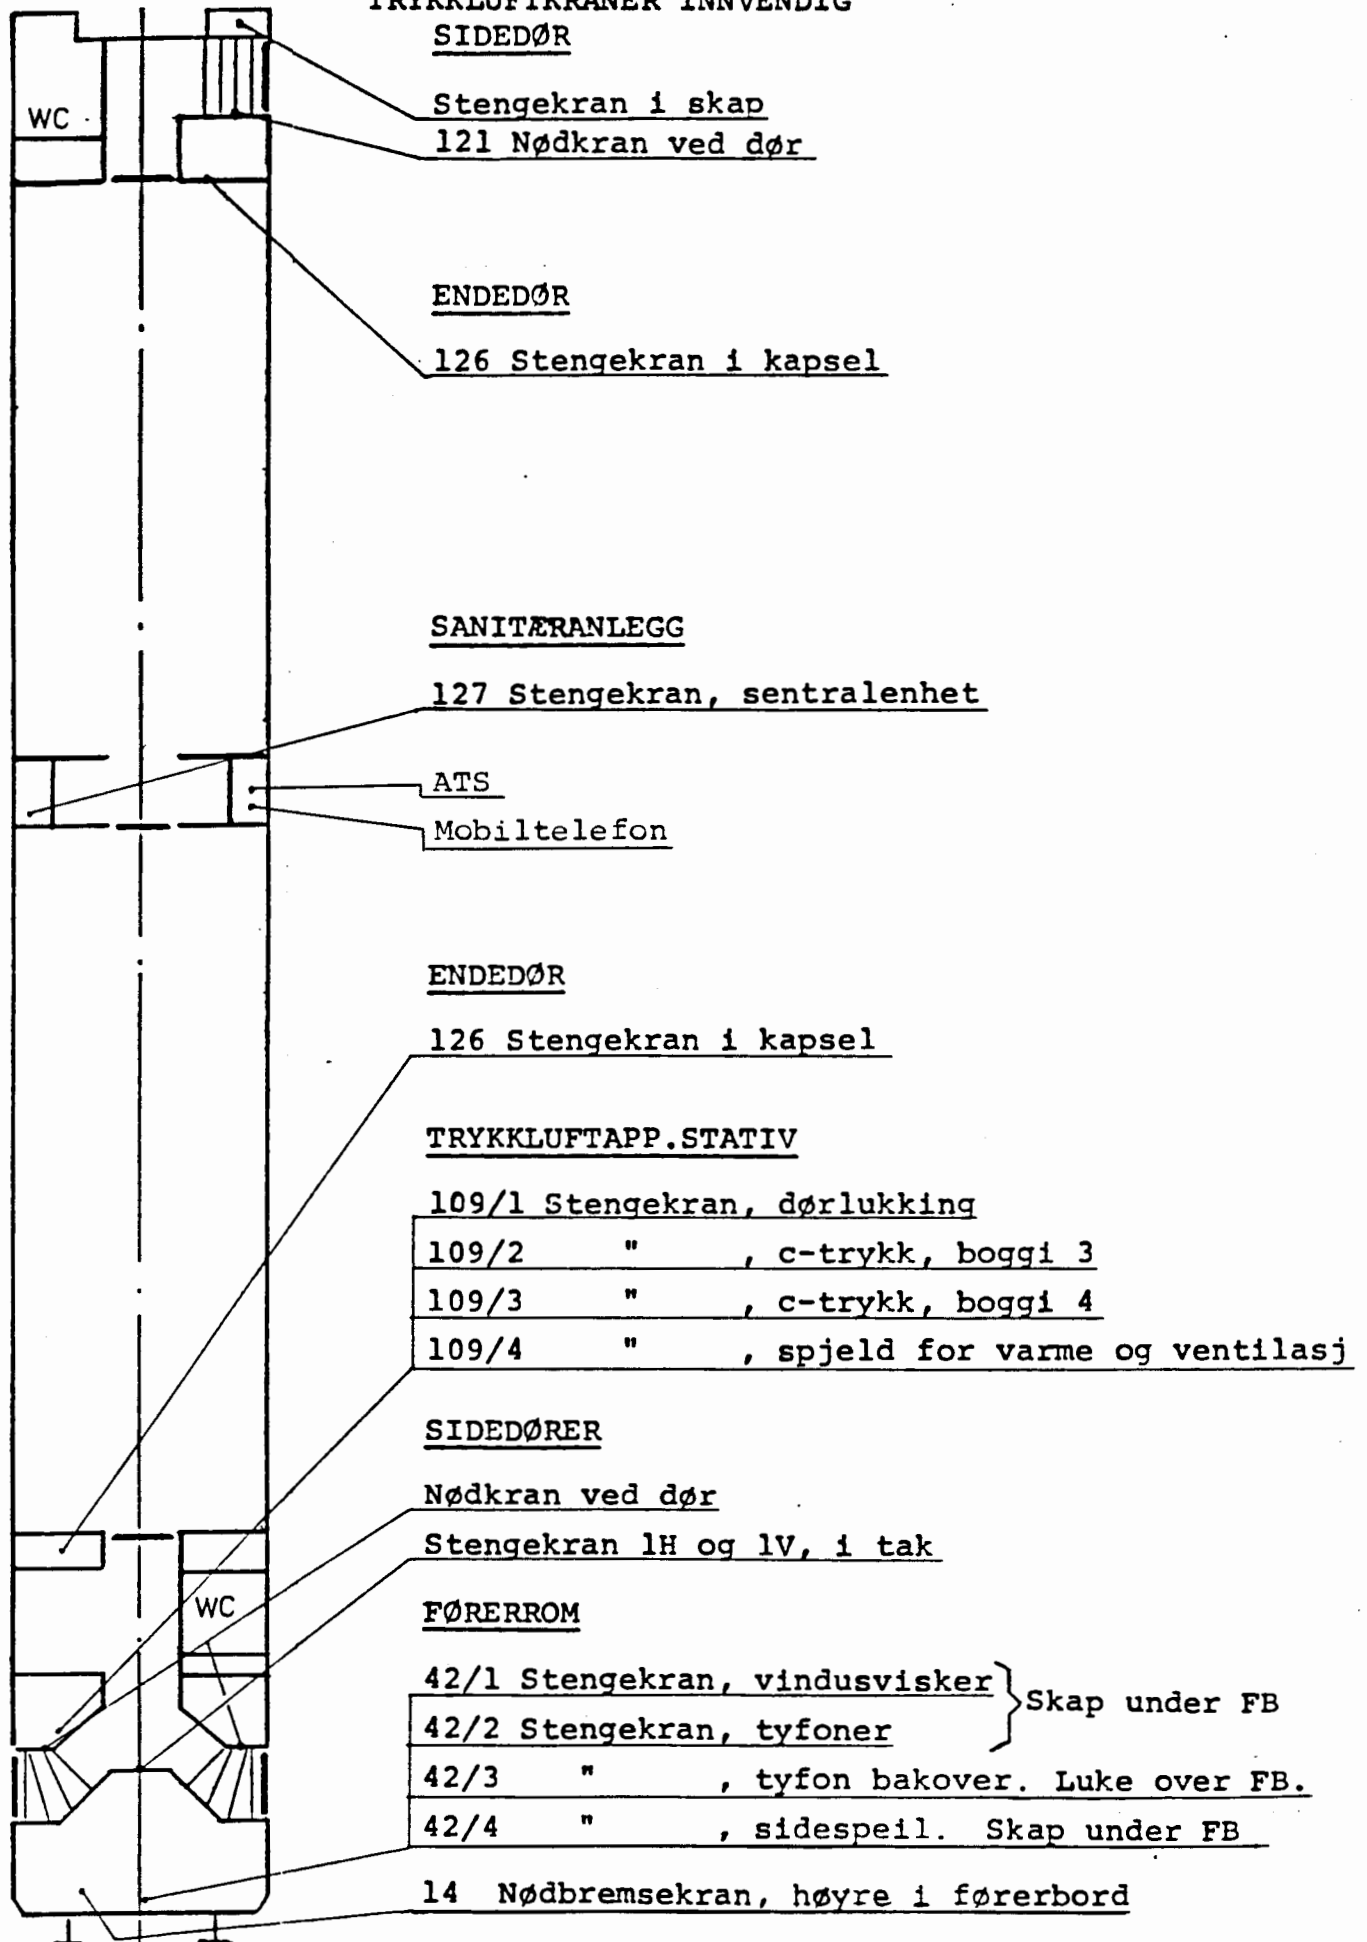 TRYKKLUFTKRANER INNVENDIG
SIDEDØR
Stengekran i skap
121 Nødkran ved dør
WC
ENDEDØR
126 Stengekran i kapsel
SANITÆRANLEGG
127 Stengekran, sentralenhet
ATS
Mobiltelefon
ENDEDØR
126 Stengekran i kapsel
TRYKKLUFTAPP.STATIV
109/1 Stengekran, dørlukking
109/2 " , c-trykk, boggi 3
109/3 " , c-trykk, boggi 4
109/4 " , spjeld for varme og ventilasj
SIDEDØRER
Nødkran ved dør
Stengekran 1H og 1V, i tak
WC
FØRERROM
42/1 Stengekran, vindusvisker
42/2 Stengekran, tyfoner
Skap under FB
42/3 " , tyfon bakover. Luke over FB.
42/4 " , sidespeil. Skap under FB
14 Nødbremsekran, høyre i førerbord